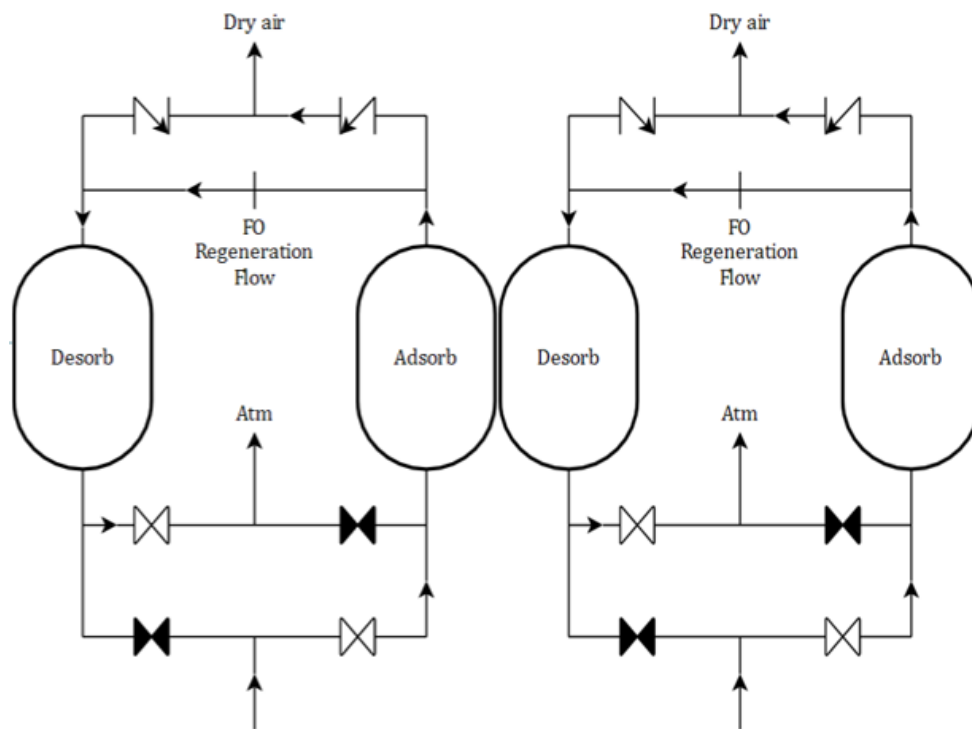 Dry air
Dry air
FO
Regeneration
Flow
FO
Regeneration
Flow
Desorb
Adsorb
Desorb
Adsorb
Atm
Atm